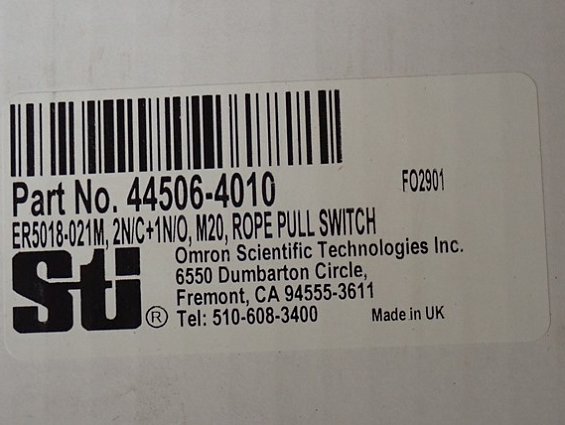 Part No. 44506-4010
FO2901
ER5018-021M, 2N/C+1N/O, M20, ROPE PULL SWITCH
Omron Scientific Technologies Inc.
6550 Dumbarton Circle,
Fremont, CA 94555-3611
Tel: 510-608-3400
Made in UK
Sti ®